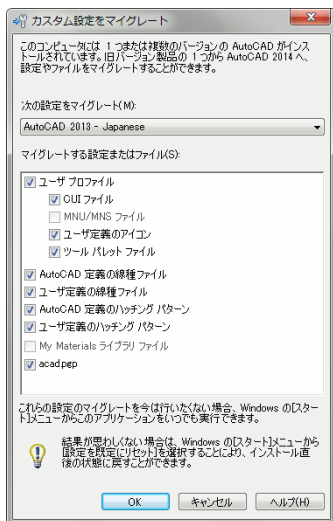 カスタム設定をマイグレート
このコンピュータには 1 つまたは複数のバージョンの AutoCAD がインス
トールされています。旧バージョン製品の 1 つから AutoCAD 2014 へ、
設定やファイルをマイグレートすることができます。
次の設定をマイグレート(M):
AutoCAD 2013 - Japanese
マイグレートする設定またはファイル(S):
ユーザ プロファイル
CUI ファイル
MNU/MNS ファイル
ユーザ定義のアイコン
ツール パレット ファイル
AutoCAD 定義の線種ファイル
ユーザ定義の線種ファイル
AutoCAD 定義のハッチング パターン
ユーザ定義のハッチング パターン
My Materials ライブラリ ファイル
acad.pgp
これらの設定のマイグレートを今は行いたくない場合、Windows の[スター
ト]メニューからこのアプリケーションをいつでも実行できます。
結果が思わしくない場合は、Windows の[スタート]メニューから
[設定を既定にリセット]を選択することにより、インストール直
後の状態に戻すことができます。
OK キャンセル ヘルプ(H)